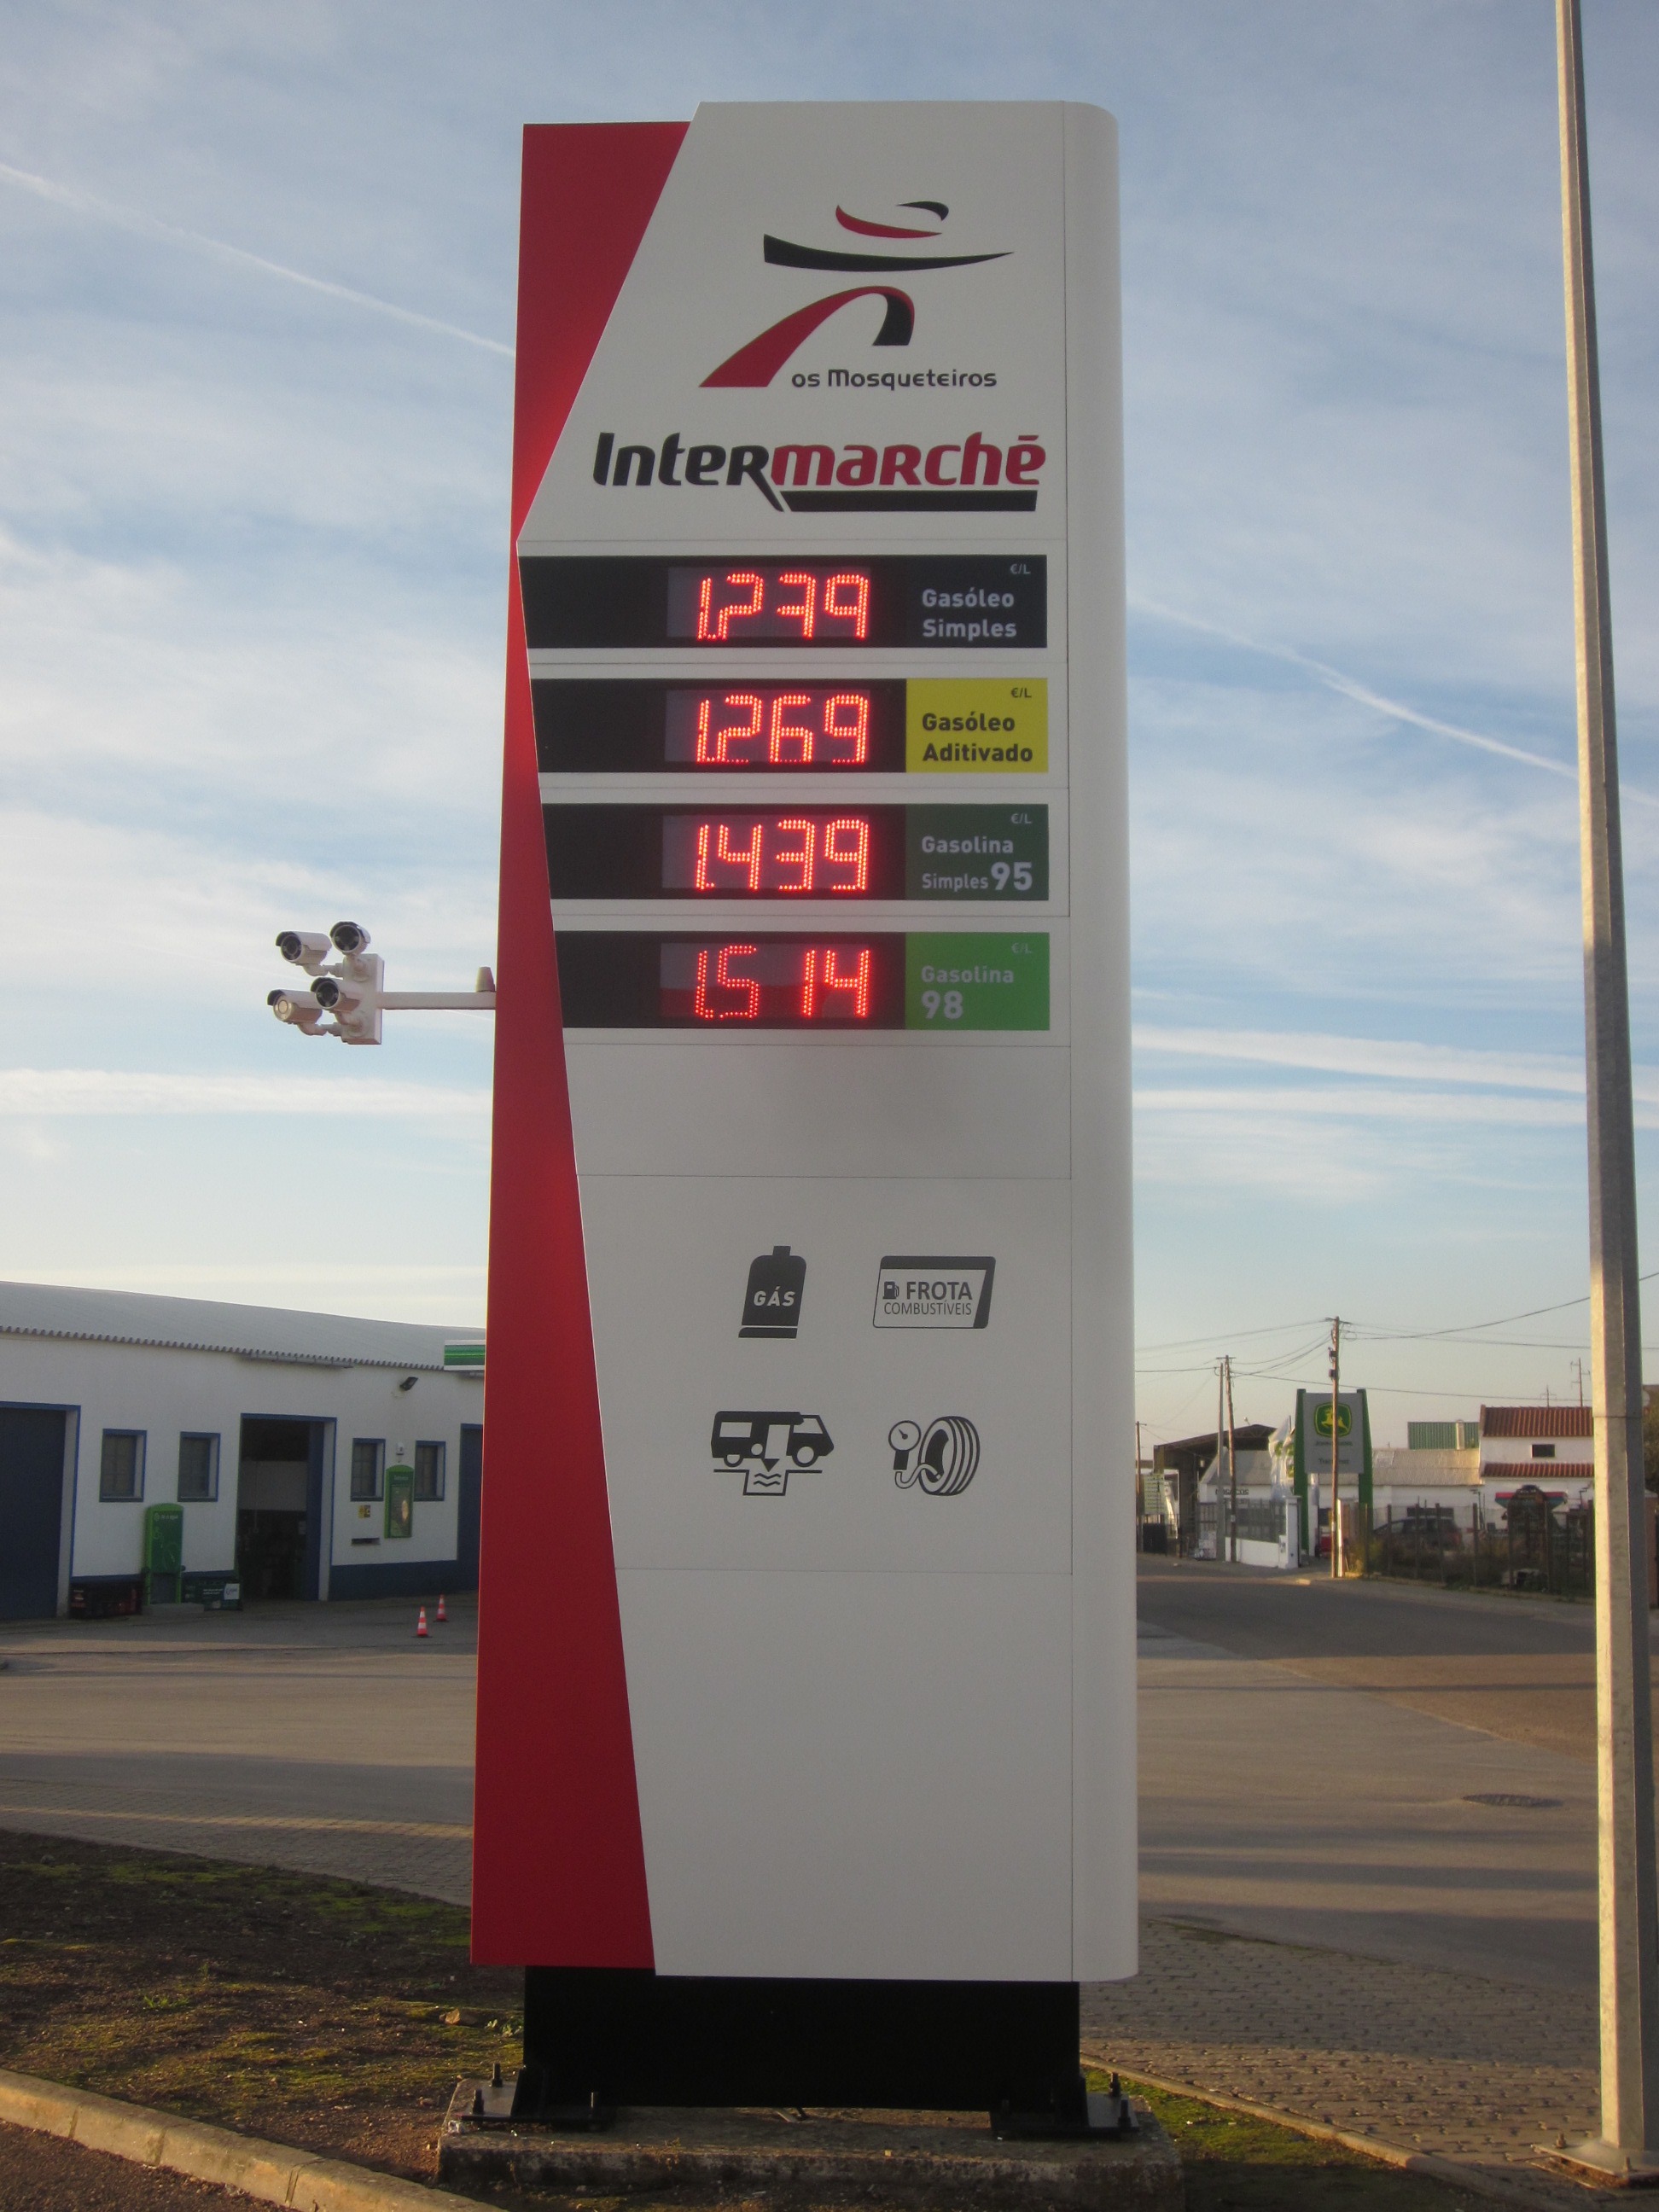 os Mosqueteiros
Intermarché
1.239 €/L
Gasóleo
Simples
1.269 €/L
Gasóleo
Aditivado
1.439 €/L
Gasolina
Simples 95
1.514 €/L
Gasolina
98
GÁS
FROTA
COMBUSTÍVEIS